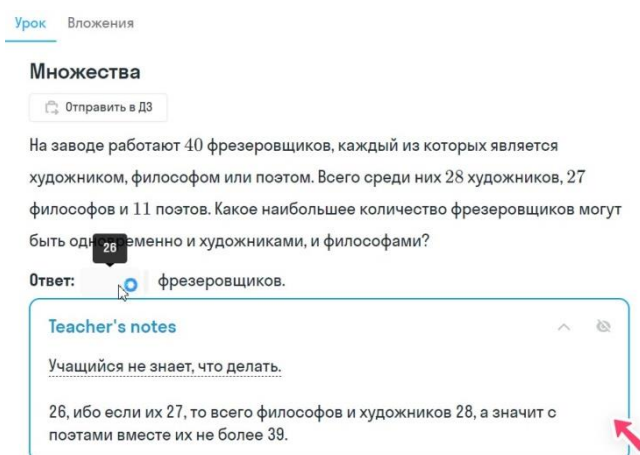 Урок Вложения
Множества
Отправить в ДЗ
На заводе работают 40 фрезеровщиков, каждый из которых является
художником, философом или поэтом. Всего среди них 28 художников, 27
философов и 11 поэтов. Какое наибольшее количество фрезеровщиков могут
быть одновременно и художниками, и философами?
26
Ответ: фрезеровщиков.
Teacher's notes
Учащийся не знает, что делать.
26, ибо если их 27, то всего философов и художников 28, а значит с
поэтами вместе их не более 39.